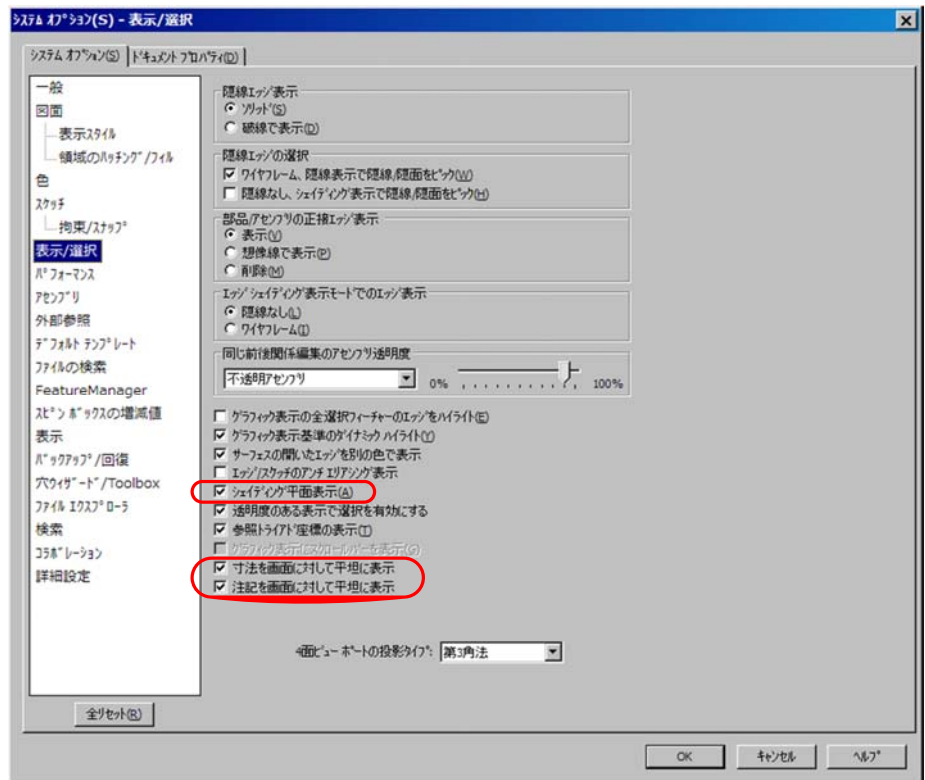 システム オプション(S) - 表示/選択
システム オプション(S)
ドキュメント プロパティ(D)
一般
図面
表示スタイル
領域のハッチング/フィル
色
スケッチ
拘束/スナップ
表示/選択
パフォーマンス
アセンブリ
外部参照
デフォルト テンプレート
ファイルの検索
FeatureManager
スピン ボックスの増減値
表示
バックアップ/回復
穴ウィザード/Toolbox
ファイル エクスプローラ
検索
コラボレーション
詳細設定
全リセット(R)
隠線エッジ表示
ソリッド(S)
破線で表示(D)
隠線エッジの選択
ワイヤフレーム、隠線表示で隠線/隠面をピック(W)
隠線なし、シェイディング表示で隠線/隠面をピック(H)
部品/アセンブリの正接エッジ表示
表示(V)
想像線で表示(P)
削除(M)
エッジ シェイディング表示モードでのエッジ表示
隠線なし(L)
ワイヤフレーム(I)
同じ前後関係編集のアセンブリ透明度
不透明アセンブリ
0%
100%
グラフィック表示の全選択フィーチャーのエッジをハイライト(E)
グラフィック表示基準のダイナミック ハイライト(Y)
サーフェスの開いたエッジを別の色で表示
エッジ/スケッチのアンチ エリアシング表示
シェイディング平面表示(A)
透明度のある表示で選択を有効にする
参照トライアド座標の表示(T)
グラフィック表示にスクロールバーを表示(G)
寸法を画面に対して平坦に表示
注記を画面に対して平坦に表示
4面ビュー ポートの投影タイプ:
第3角法
OK
キャンセル
ヘルプ